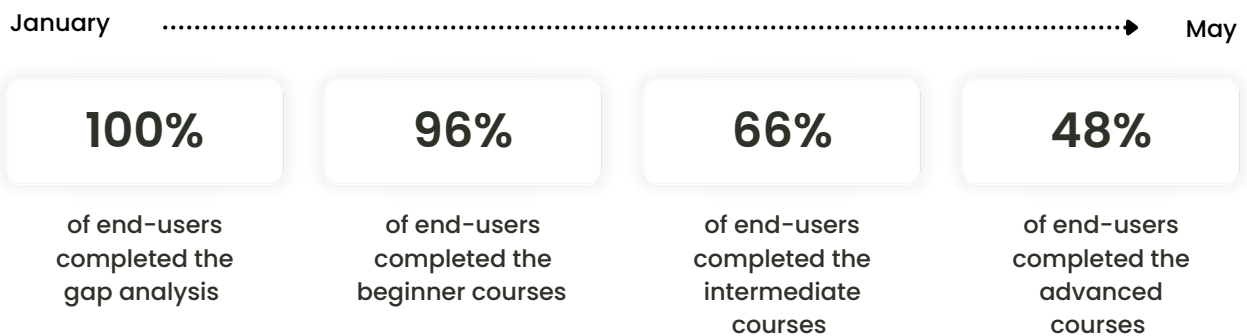 January
May
100%
of end-users
completed the
gap analysis
96%
of end-users
completed the
beginner courses
66%
of end-users
completed the
intermediate
courses
48%
of end-users
completed the
advanced
courses